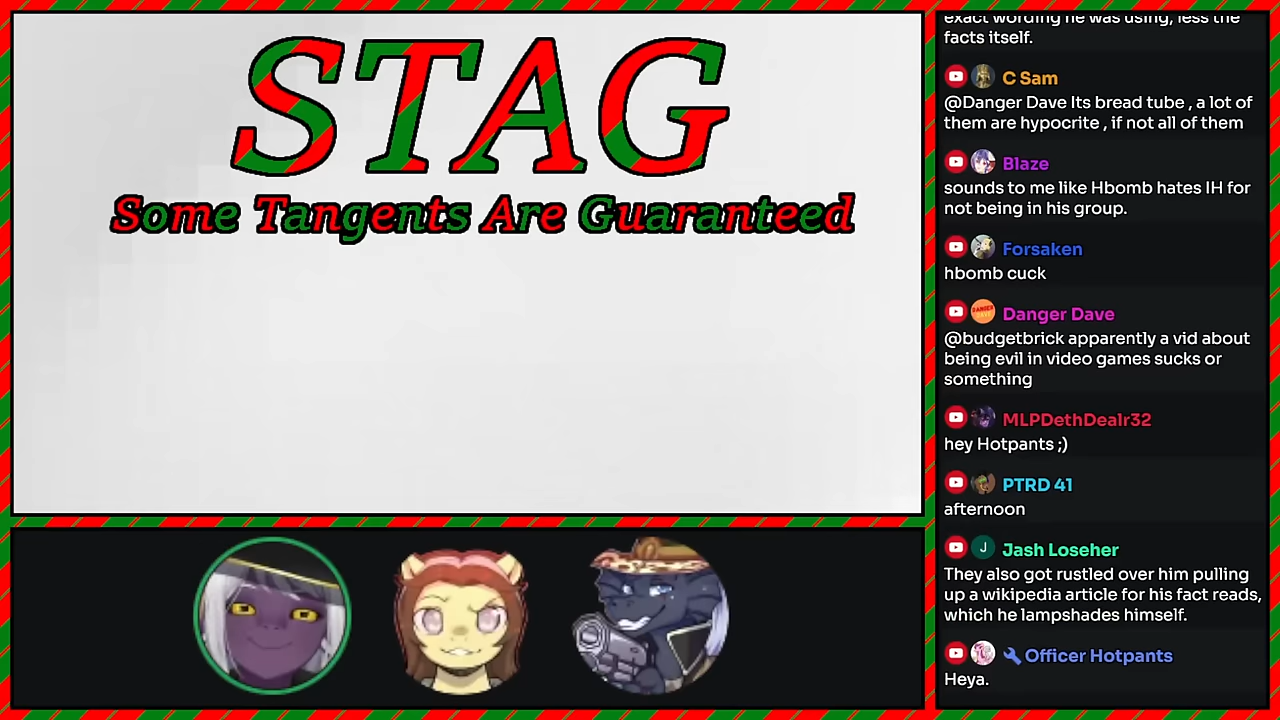 STAG
Some Tangents Are Guaranteed
exact wording he was using, less the
facts itself.
C Sam
@Danger Dave Its bread tube , a lot of
them are hypocrite , if not all of them
Blaze
sounds to me like Hbomb hates IH for
not being in his group.
Forsaken
hbomb cuck
Danger Dave
@budgetbrick apparently a vid about
being evil in video games sucks or
something
MLPDethDealr32
hey Hotpants ;)
PTRD 41
afternoon
J Jash Loseher
They also got rustled over him pulling
up a wikipedia article for his fact reads,
which he lampshades himself.
Officer Hotpants
Heya.